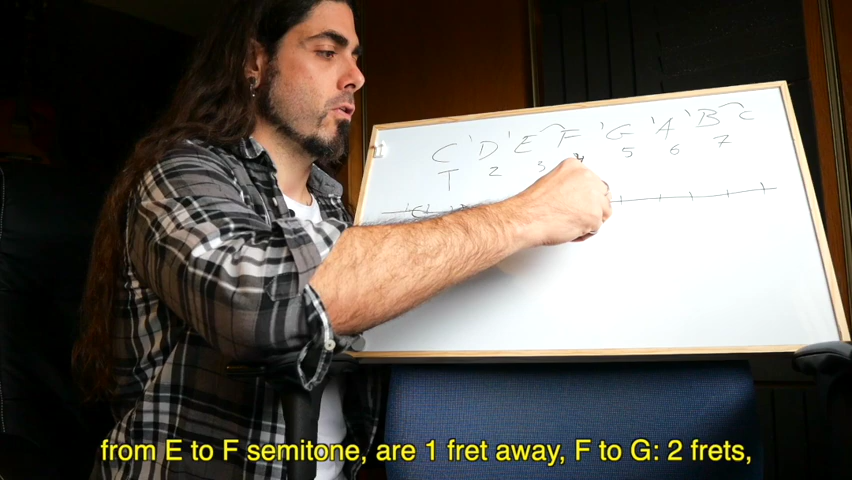 C ' D ' E ⌒ F ' G ' A ' B ⌒ C
T 2 3 4 5 6 7
from E to F semitone, are 1 fret away, F to G: 2 frets,